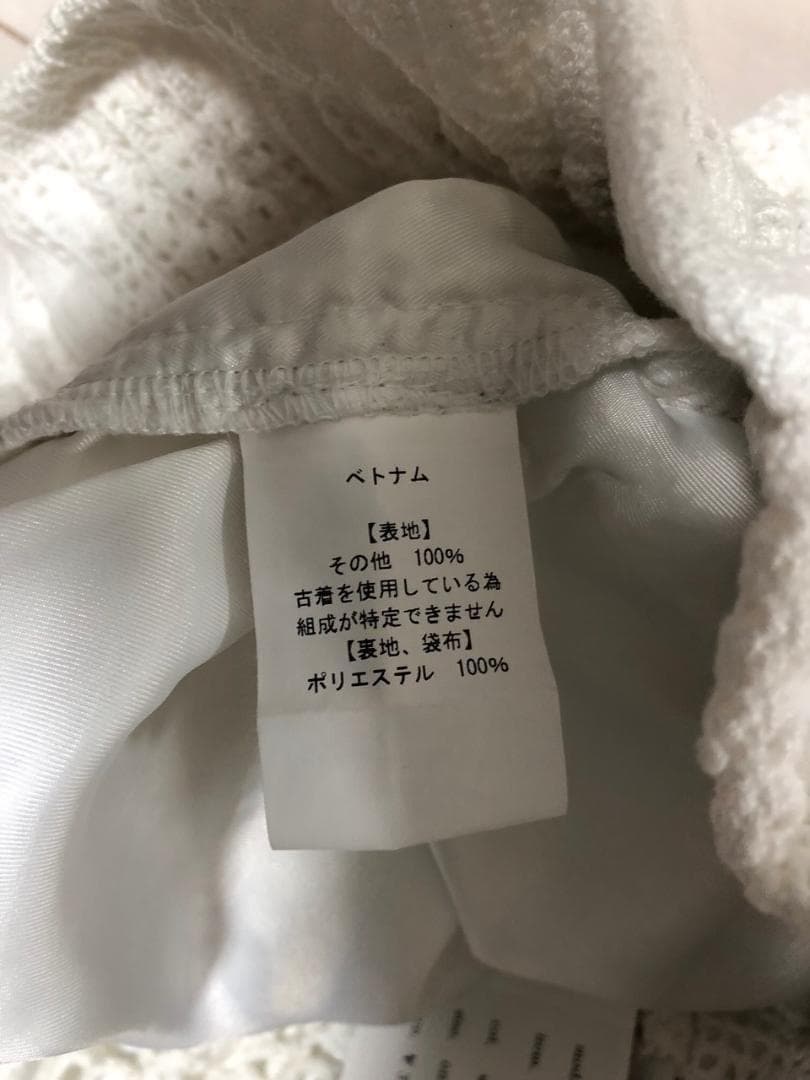 ベトナム
【表地】
その他 100%
古着を使用している為
組成が特定できません
【裏地、袋布】
ポリエステル 100%